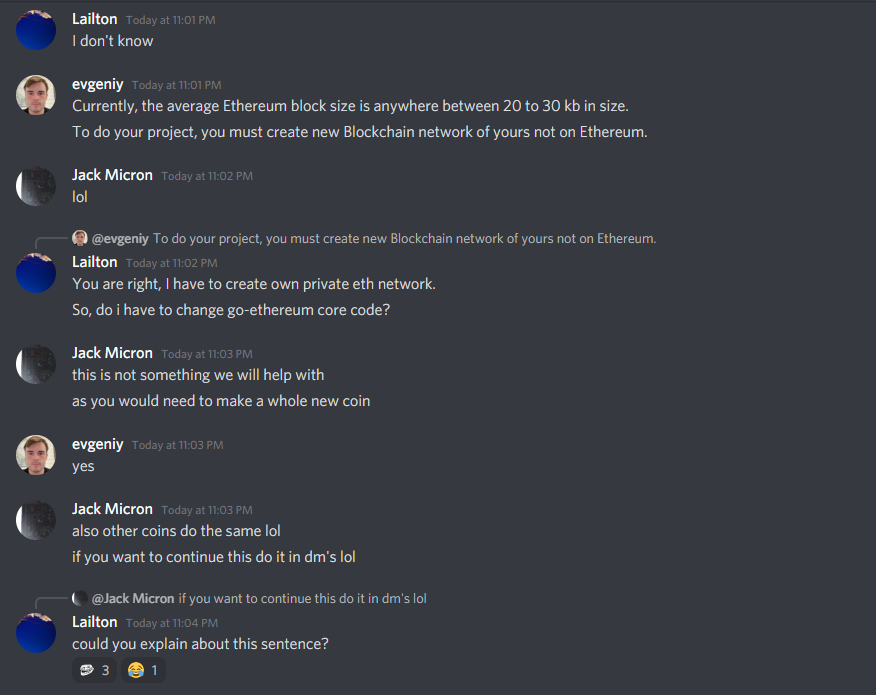 Lailton Today at 11:01 PM
I don't know
evgeniy Today at 11:01 PM
Currently, the average Ethereum block size is anywhere between 20 to 30 kb in size.
To do your project, you must create new Blockchain network of yours not on Ethereum.
Jack Micron Today at 11:02 PM
lol
@evgeniy To do your project, you must create new Blockchain network of yours not on Ethereum.
Lailton Today at 11:02 PM
You are right, I have to create own private eth network.
So, do i have to change go-ethereum core code?
Jack Micron Today at 11:03 PM
this is not something we will help with
as you would need to make a whole new coin
evgeniy Today at 11:03 PM
yes
Jack Micron Today at 11:03 PM
also other coins do the same lol
if you want to continue this do it in dm's lol
@Jack Micron if you want to continue this do it in dm's lol
Lailton Today at 11:04 PM
could you explain about this sentence?
3 1